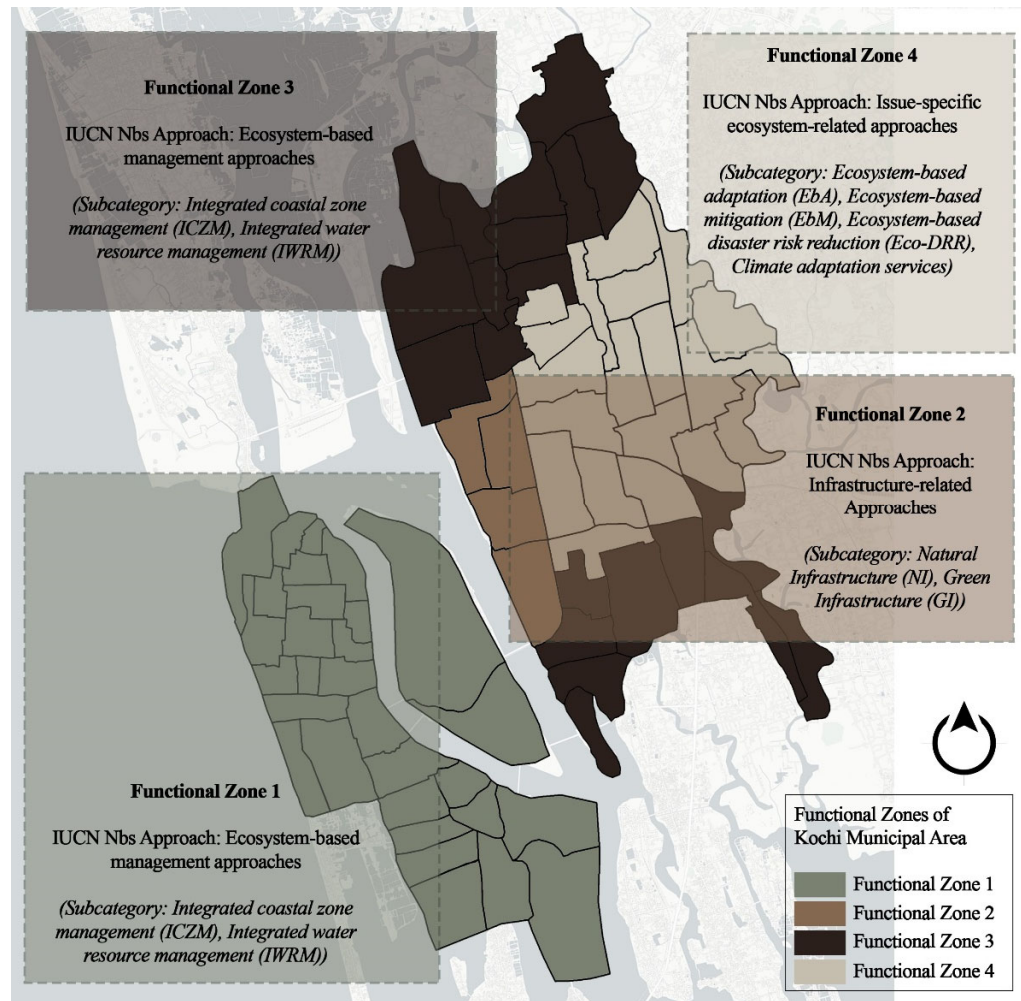 Functional Zone 3
IUCN Nbs Approach: Ecosystem-based
management approaches
(Subcategory: Integrated coastal zone
management (ICZM), Integrated water
resource management (IWRM))
Functional Zone 4
IUCN Nbs Approach: Issue-specific
ecosystem-related approaches
(Subcategory: Ecosystem-based
adaptation (EbA), Ecosystem-based
mitigation (EbM), Ecosystem-based
disaster risk reduction (Eco-DRR),
Climate adaptation services)
Functional Zone 2
IUCN Nbs Approach:
Infrastructure-related
Approaches
(Subcategory: Natural
Infrastructure (NI), Green
Infrastructure (GI))
Functional Zone 1
IUCN Nbs Approach: Ecosystem-based
management approaches
(Subcategory: Integrated coastal zone
management (ICZM), Integrated water
resource management (IWRM))
Functional Zones of
Kochi Municipal Area
Functional Zone 1
Functional Zone 2
Functional Zone 3
Functional Zone 4